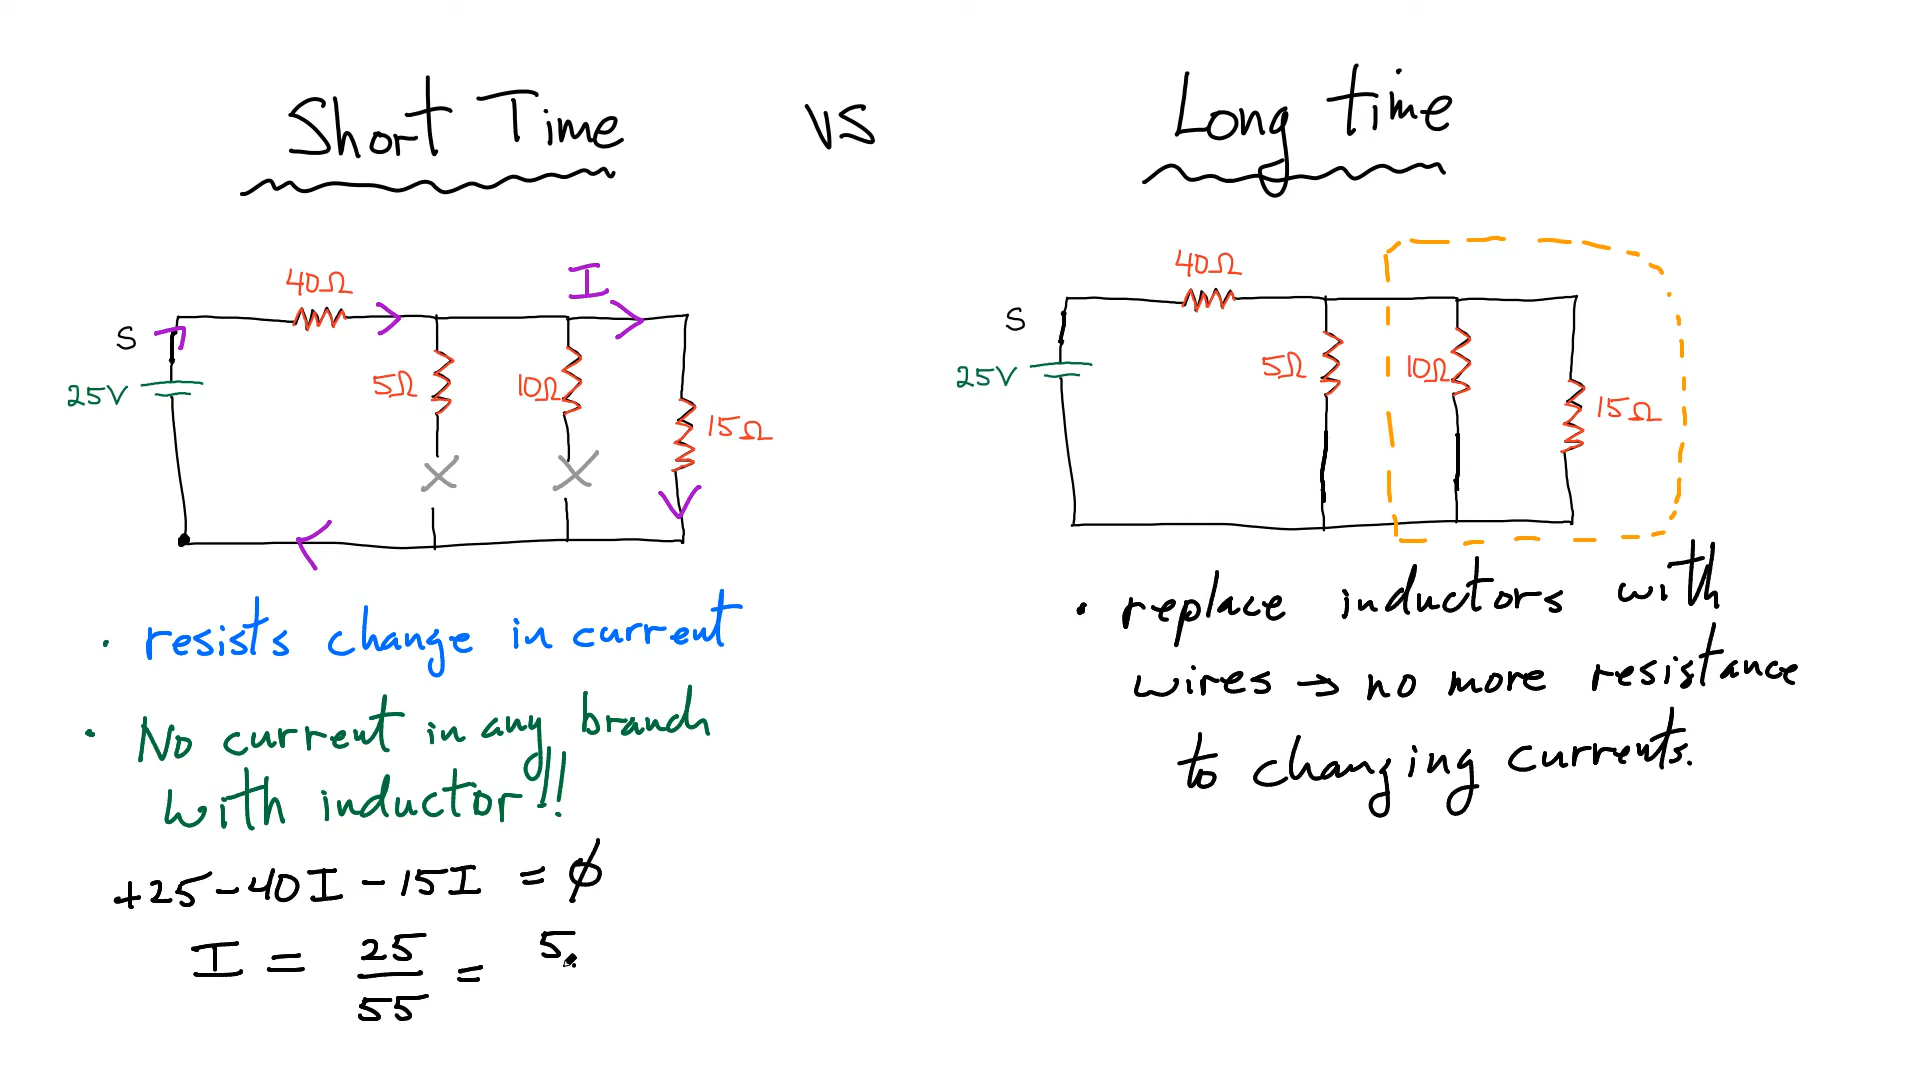 Short Time vs Long time
40Ω
I
S
25V
5Ω
10Ω
15Ω
40Ω
S
25V
5Ω
10Ω
15Ω
· resists change in current
· No current in any branch
with inductor!!
+25-40I-15I = 0
I = 25/55 = 5
· replace inductors with
wires → no more resistance
to changing currents.